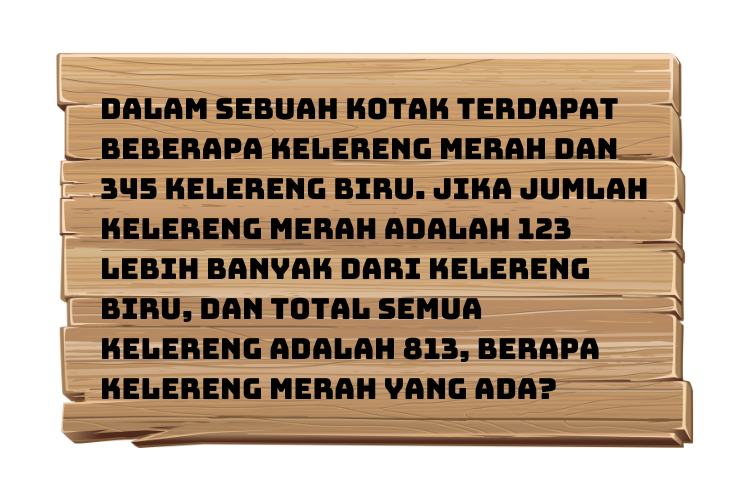 DALAM SEBUAH KOTAK TERDAPAT
BEBERAPA KELERENG MERAH DAN
345 KELERENG BIRU. JIKA JUMLAH
KELERENG MERAH ADALAH 123
LEBIH BANYAK DARI KELERENG
BIRU, DAN TOTAL SEMUA
KELERENG ADALAH 813, BERAPA
KELERENG MERAH YANG ADA?